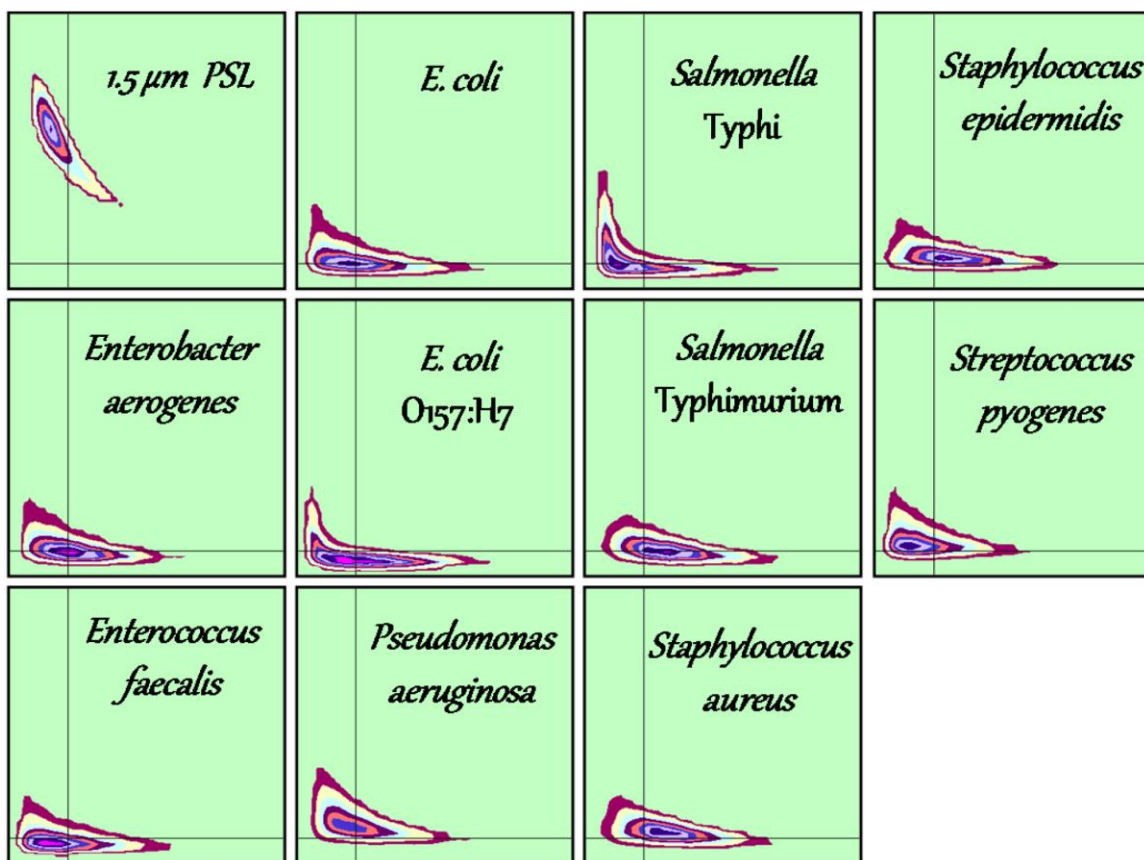 1.5 µm PSL
E. coli
Salmonella
Typhi
Staphylococcus
epidermidis
Enterobacter
aerogenes
E. coli
O157:H7
Salmonella
Typhimurium
Streptococcus
pyogenes
Enterococcus
faecalis
Pseudomonas
aeruginosa
Staphylococcus
aureus